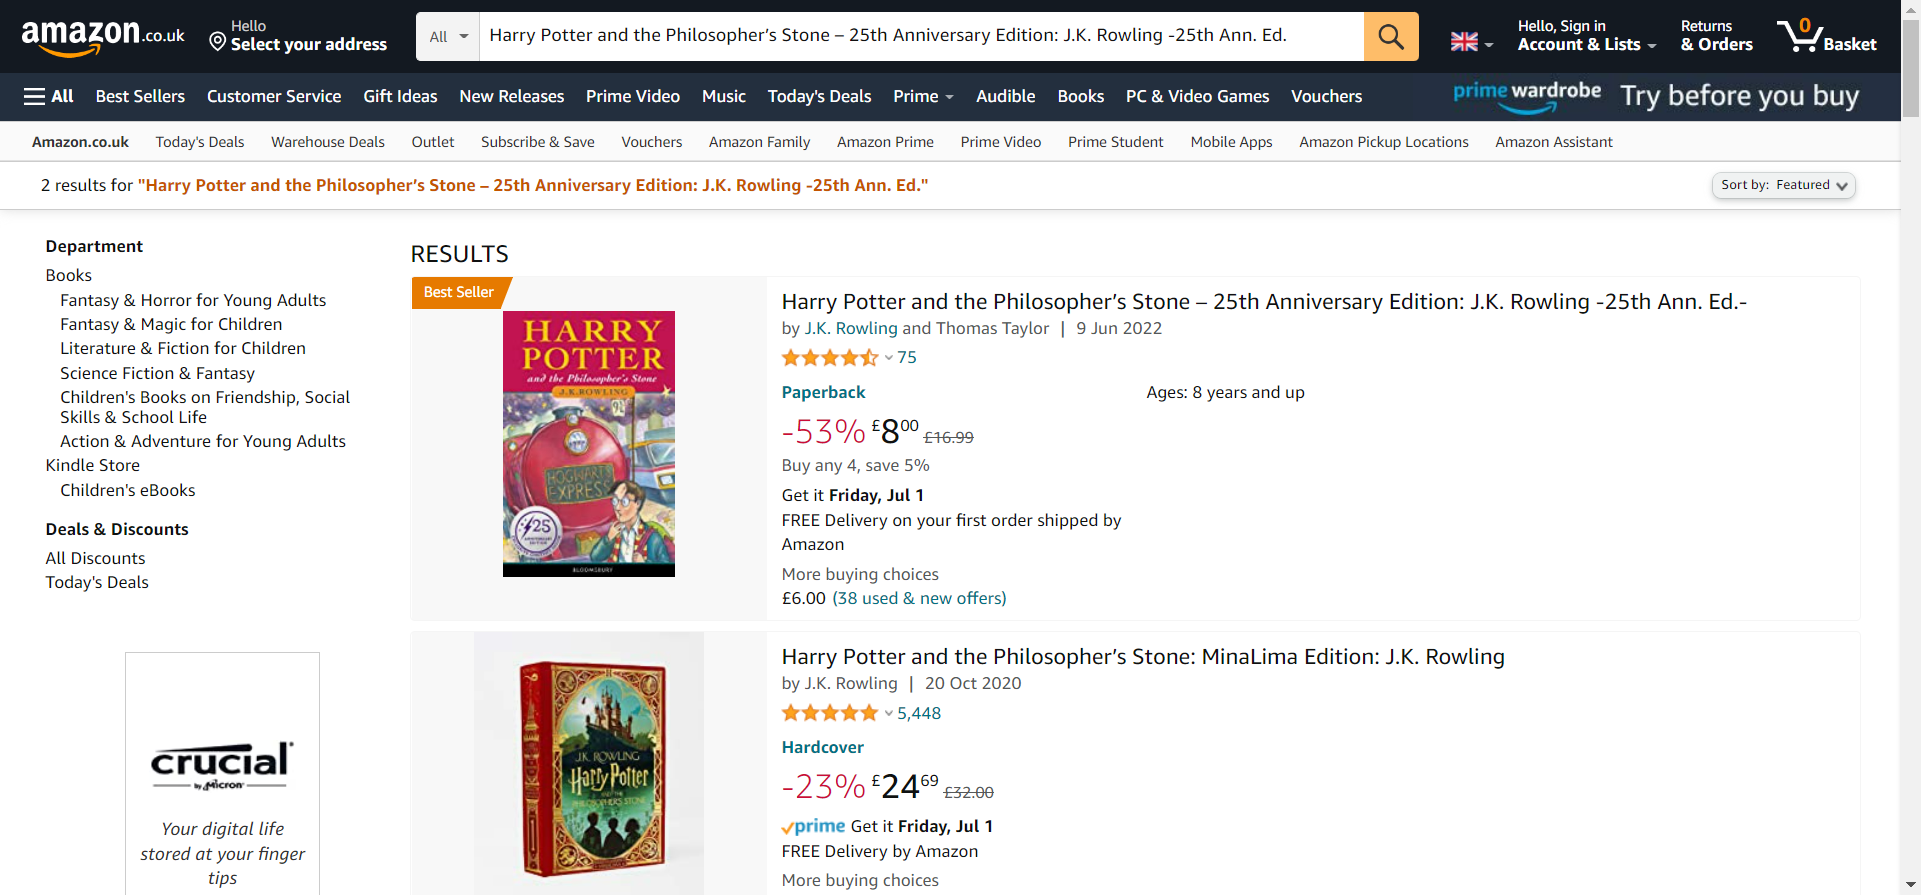 amazon.co.uk
Hello
Select your address
All
Harry Potter and the Philosopher’s Stone – 25th Anniversary Edition: J.K. Rowling -25th Ann. Ed.
Hello, Sign in
Account & Lists
Returns
& Orders
0
Basket
All
Best Sellers
Customer Service
Gift Ideas
New Releases
Prime Video
Music
Today's Deals
Prime
Audible
Books
PC & Video Games
Vouchers
prime wardrobe
Try before you buy
Amazon.co.uk
Today's Deals
Warehouse Deals
Outlet
Subscribe & Save
Vouchers
Amazon Family
Amazon Prime
Prime Video
Prime Student
Mobile Apps
Amazon Pickup Locations
Amazon Assistant
2 results for "Harry Potter and the Philosopher’s Stone – 25th Anniversary Edition: J.K. Rowling -25th Ann. Ed."
Sort by: Featured
Department
Books
Fantasy & Horror for Young Adults
Fantasy & Magic for Children
Literature & Fiction for Children
Science Fiction & Fantasy
Children's Books on Friendship, Social
Skills & School Life
Action & Adventure for Young Adults
Kindle Store
Children's eBooks
Deals & Discounts
All Discounts
Today's Deals
crucial
by Micron
Your digital life
stored at your finger
tips
RESULTS
Best Seller
HARRY
POTTER
and the Philosopher's Stone
J.K.ROWLING
HOGWARTS
EXPRESS
25
BLOOMSBURY
Harry Potter and the Philosopher’s Stone – 25th Anniversary Edition: J.K. Rowling -25th Ann. Ed.-
by J.K. Rowling and Thomas Taylor | 9 Jun 2022
75
Paperback
Ages: 8 years and up
-53% £800 £16.99
Buy any 4, save 5%
Get it Friday, Jul 1
FREE Delivery on your first order shipped by
Amazon
More buying choices
£6.00 (38 used & new offers)
J.K. ROWLING
Harry Potter
AND THE
PHILOSOPHER'S STONE
Harry Potter and the Philosopher’s Stone: MinaLima Edition: J.K. Rowling
by J.K. Rowling | 20 Oct 2020
5,448
Hardcover
-23% £2469 £32.00
prime Get it Friday, Jul 1
FREE Delivery by Amazon
More buying choices